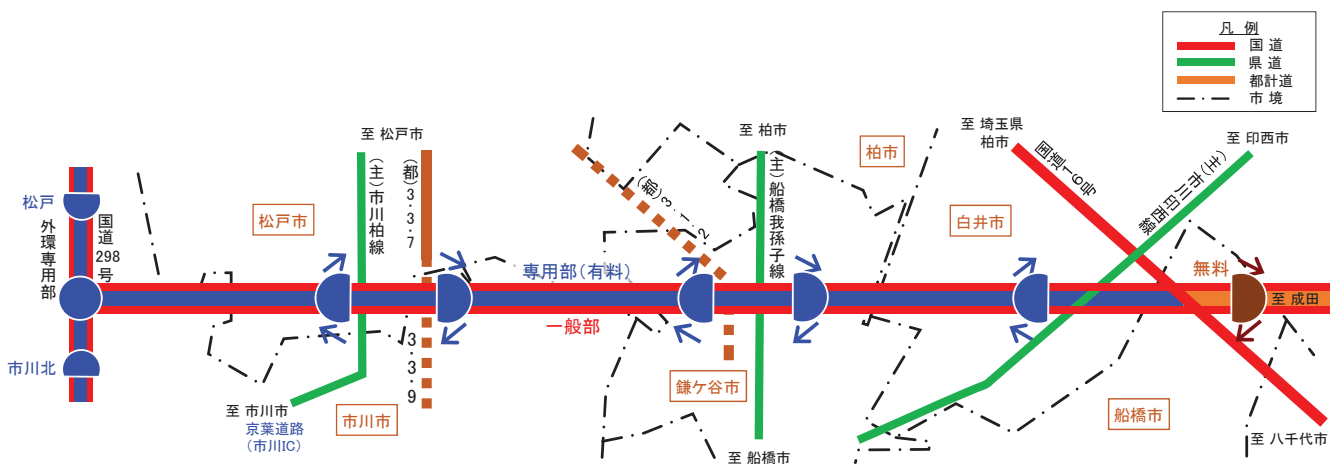 凡 例
国 道
県 道
都計道
市 境
松戸
外環専用部
国道298号
市川北
松戸市
至 松戸市
(主)市川柏線
(都)3・3・7
3・3・9
至 市川市
京葉道路
(市川IC)
市川市
専用部(有料)
一般部
(都)3・1・2
至 柏市
(主)船橋我孫子線
鎌ケ谷市
至 船橋市
柏市
白井市
至 埼玉県
柏市
国道16号
(主)市川印西線
至 印西市
無料
至 成田
船橋市
至 八千代市